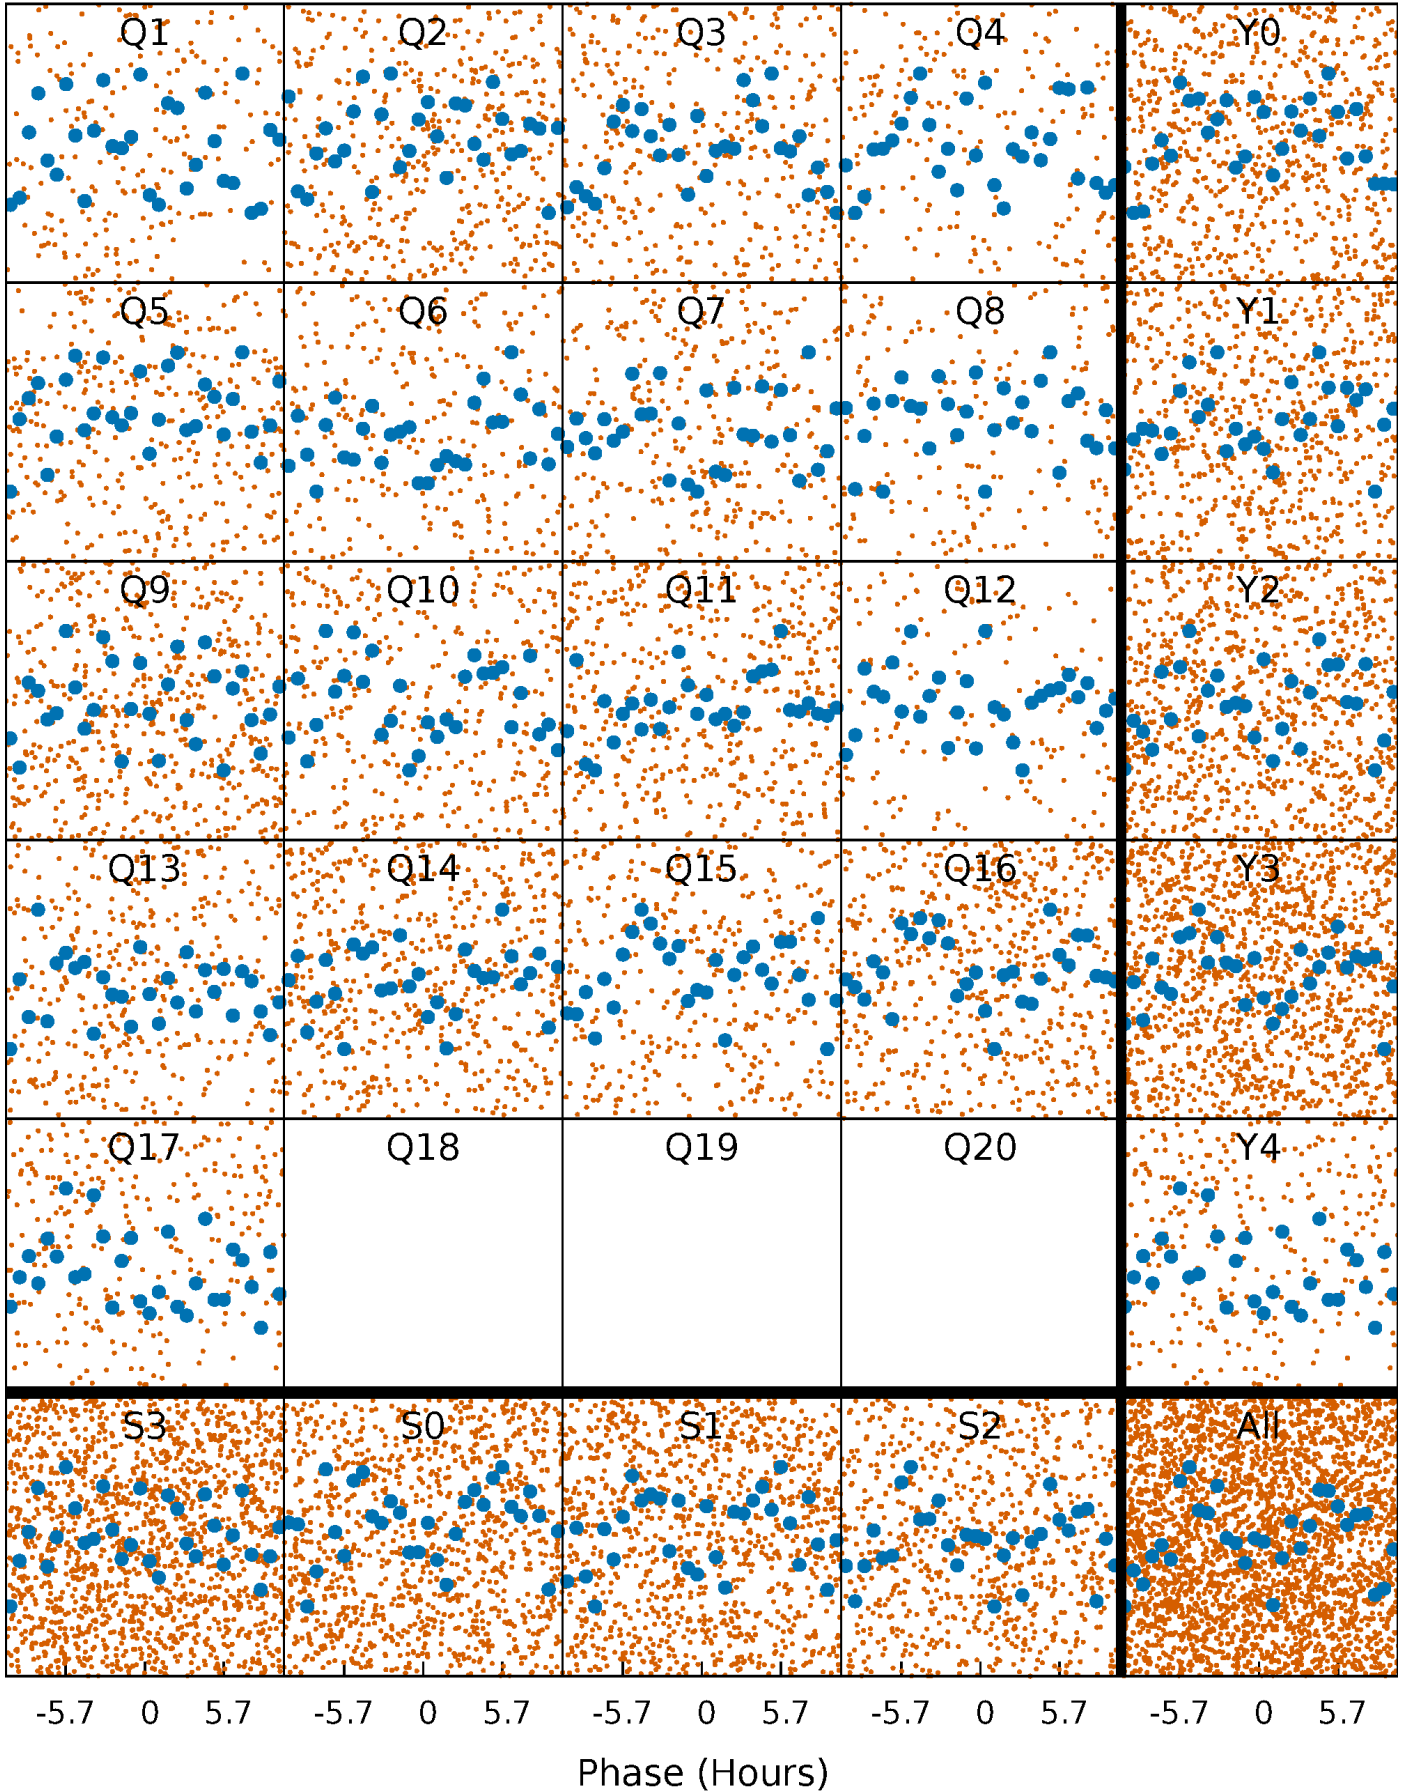 Q1 Q2 Q3 Q4 Y0
Q5 Q6 Q7 Q8 Y1
Q9 Q10 Q11 Q12 Y2
Q13 Q14 Q15 Q16 Y3
Q17 Q18 Q19 Q20 Y4
S3 S0 S1 S2 All
-5.7 0 5.7 -5.7 0 5.7 -5.7 0 5.7 -5.7 0 5.7 -5.7 0 5.7
Phase (Hours)